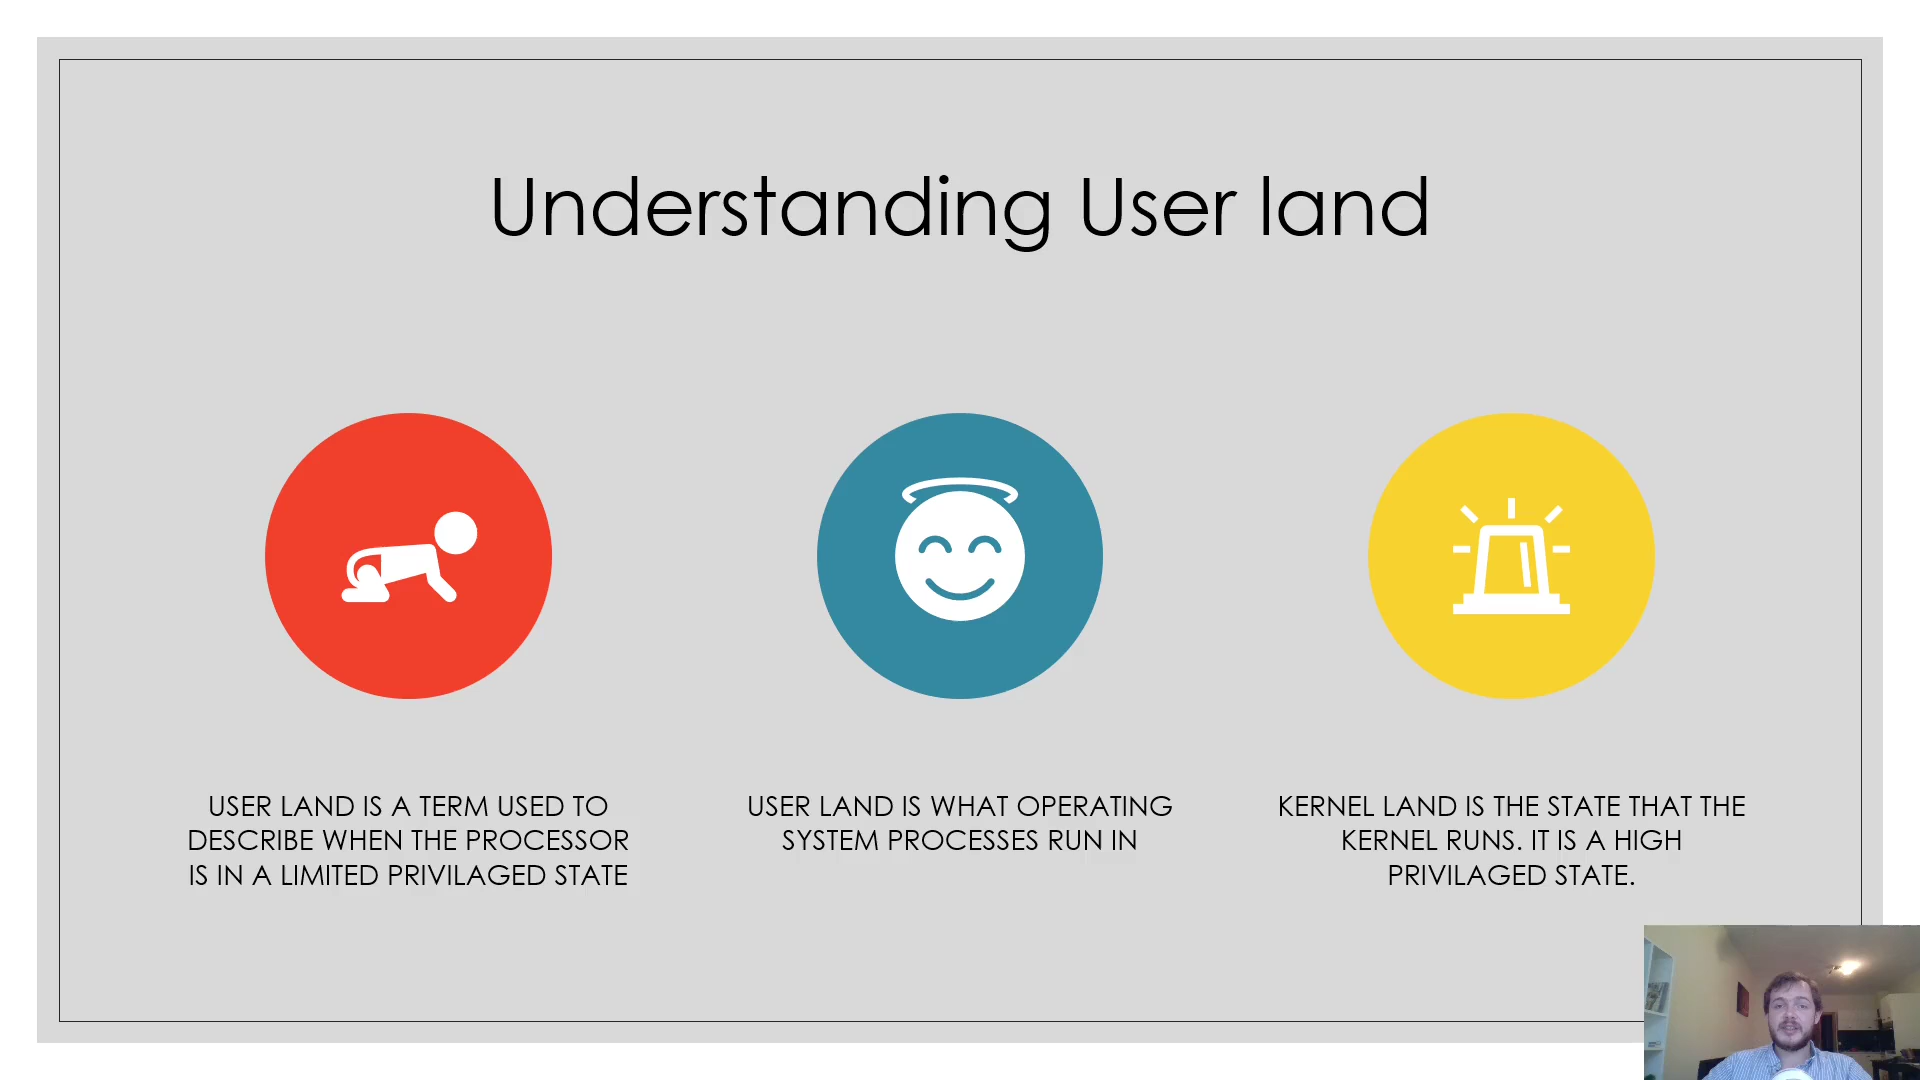 Understanding User land
USER LAND IS A TERM USED TO
DESCRIBE WHEN THE PROCESSOR
IS IN A LIMITED PRIVILAGED STATE
USER LAND IS WHAT OPERATING
SYSTEM PROCESSES RUN IN
KERNEL LAND IS THE STATE THAT THE
KERNEL RUNS. IT IS A HIGH
PRIVILAGED STATE.